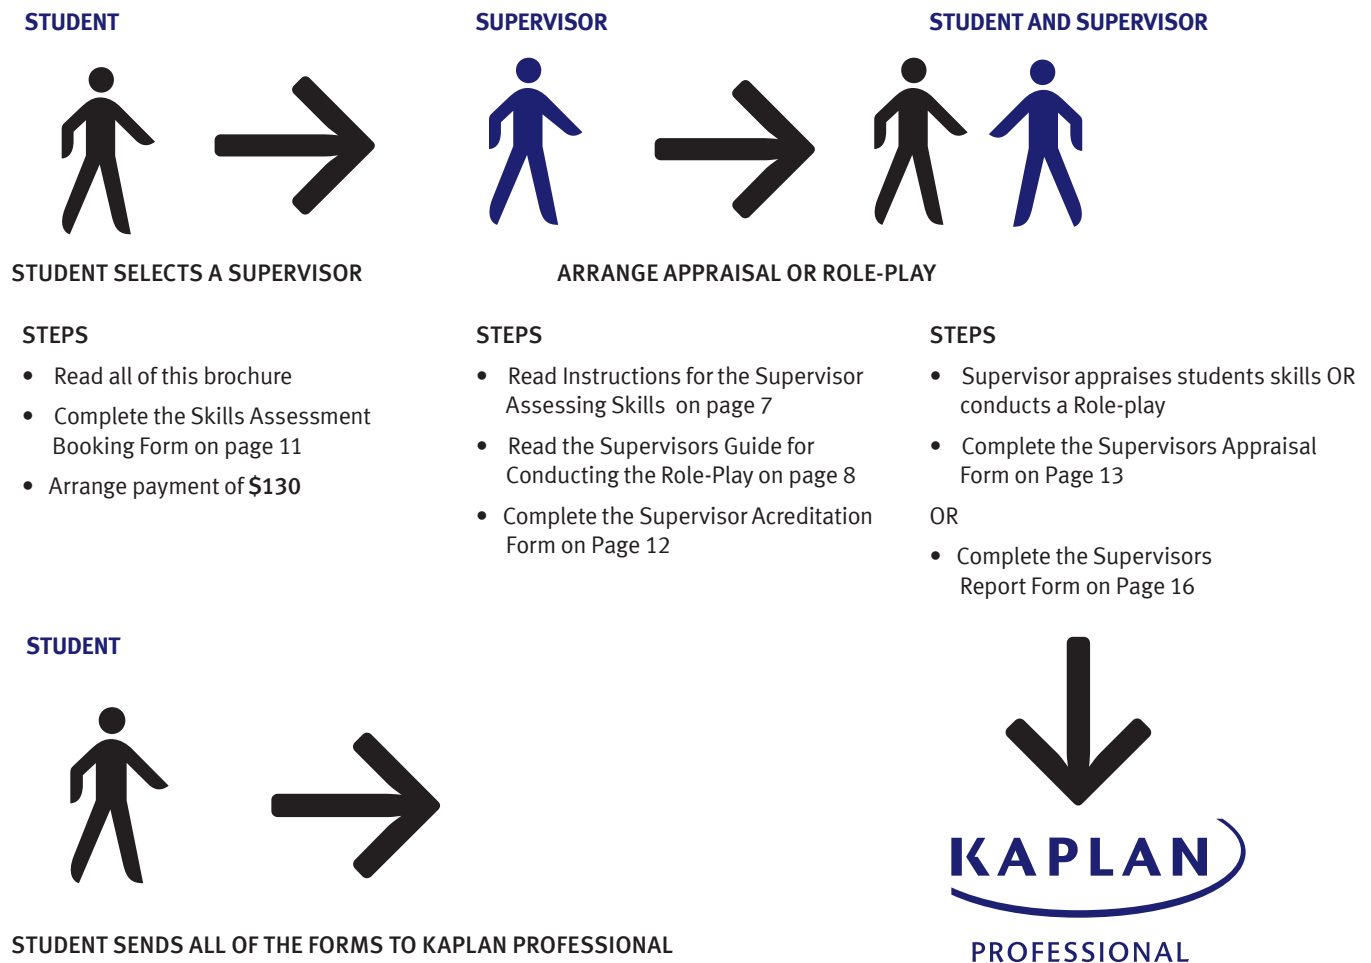 STUDENT
SUPERVISOR
STUDENT AND SUPERVISOR
STUDENT SELECTS A SUPERVISOR
ARRANGE APPRAISAL OR ROLE-PLAY
STEPS
• Read all of this brochure
• Complete the Skills Assessment
Booking Form on page 11
• Arrange payment of $130
STEPS
• Read Instructions for the Supervisor
Assessing Skills on page 7
• Read the Supervisors Guide for
Conducting the Role-Play on page 8
• Complete the Supervisor Acreditation
Form on Page 12
STEPS
• Supervisor appraises students skills OR
conducts a Role-play
• Complete the Supervisors Appraisal
Form on Page 13
OR
• Complete the Supervisors
Report Form on Page 16
STUDENT
STUDENT SENDS ALL OF THE FORMS TO KAPLAN PROFESSIONAL
KAPLAN
PROFESSIONAL